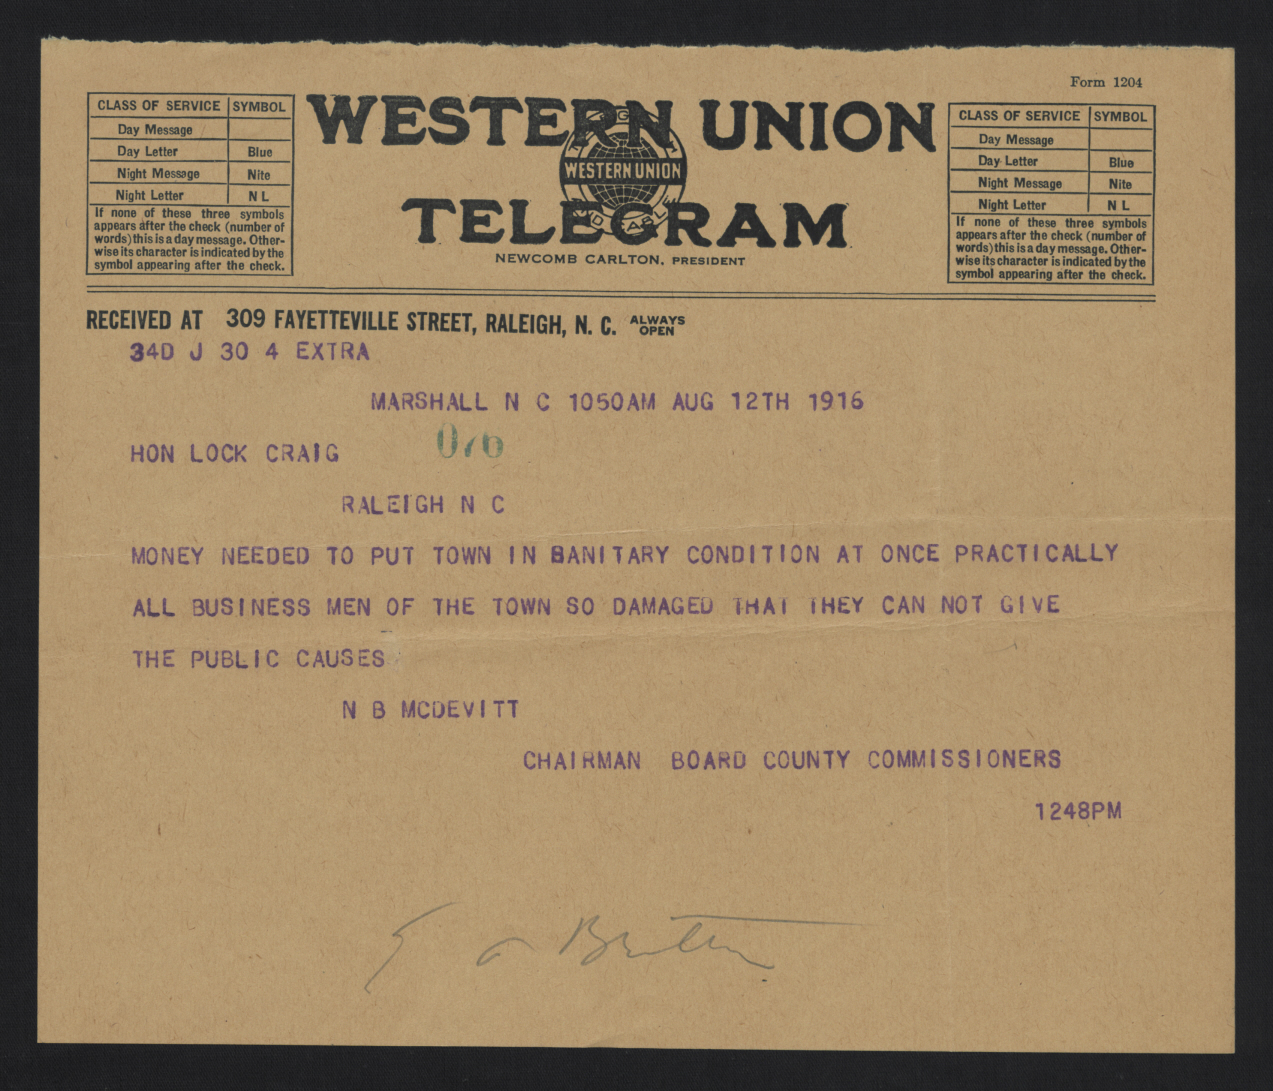 Form 1204
CLASS OF SERVICE SYMBOL
Day Message
Day Letter Blue
Night Message Nite
Night Letter N L
If none of these three symbols
appears after the check (number of
words) this is a day message. Other-
wise its character is indicated by the
symbol appearing after the check.
WESTERN UNION
WESTERN UNION
TELEGRAM
NEWCOMB CARLTON, PRESIDENT
CLASS OF SERVICE SYMBOL
Day Message
Day Letter Blue
Night Message Nite
Night Letter N L
If none of these three symbols
appears after the check (number of
words) this is a day message. Other-
wise its character is indicated by the
symbol appearing after the check.
RECEIVED AT 309 FAYETTEVILLE STREET, RALEIGH, N. C. ALWAYS OPEN
34D J 30 4 EXTRA
MARSHALL N C 1050AM AUG 12TH 1916
HON LOCK CRAIG
RALEIGH N C
MONEY NEEDED TO PUT TOWN IN SANITARY CONDITION AT ONCE PRACTICALLY
ALL BUSINESS MEN OF THE TOWN SO DAMAGED THAT THEY CAN NOT GIVE
THE PUBLIC CAUSES
N B MCDEVITT
CHAIRMAN BOARD COUNTY COMMISSIONERS
1248PM